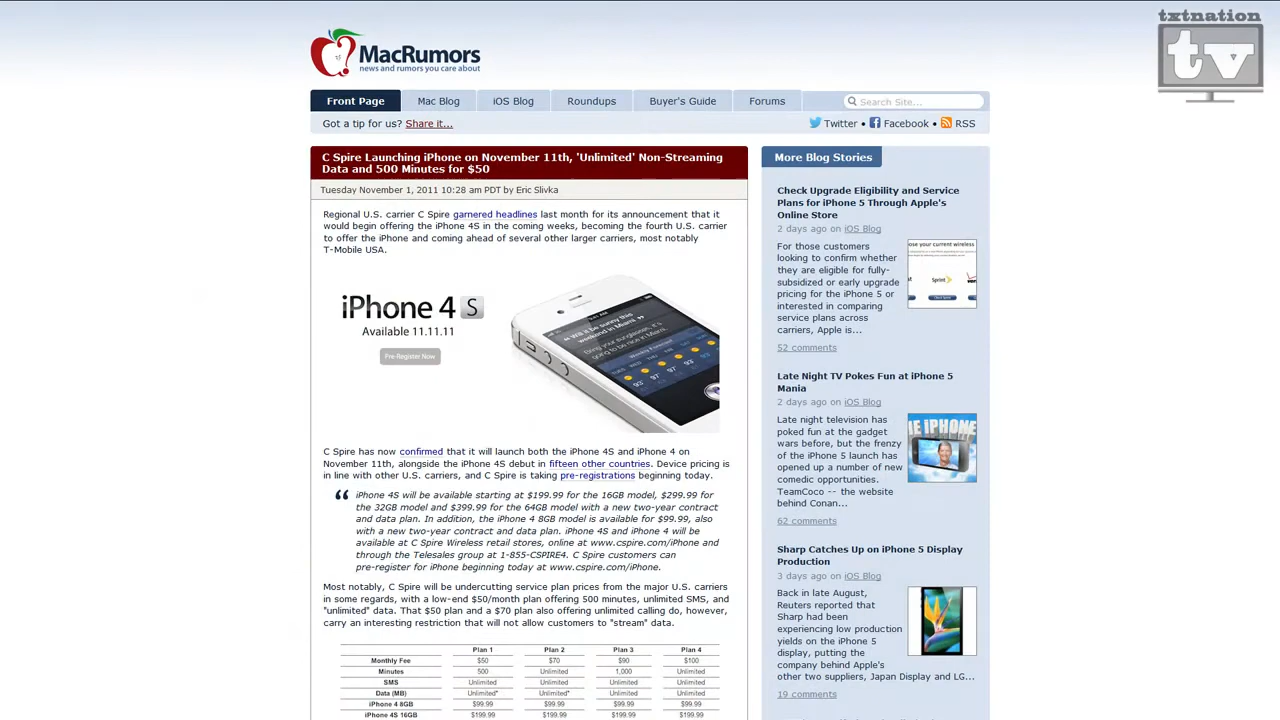 txtnation
tv
MacRumors
news and rumors you care about
Front Page
Mac Blog
iOS Blog
Roundups
Buyer's Guide
Forums
Search Site...
Got a tip for us? Share it...
Twitter • Facebook • RSS
C Spire Launching iPhone on November 11th, 'Unlimited' Non-Streaming
Data and 500 Minutes for $50
Tuesday November 1, 2011 10:28 am PDT by Eric Slivka
Regional U.S. carrier C Spire garnered headlines last month for its announcement that it
would begin offering the iPhone 4S in the coming weeks, becoming the fourth U.S. carrier
to offer the iPhone and coming ahead of several other larger carriers, most notably
T-Mobile USA.
iPhone 4 S
Available 11.11.11
Pre-Register Now
C Spire has now confirmed that it will launch both the iPhone 4S and iPhone 4 on
November 11th, alongside the iPhone 4S debut in fifteen other countries. Device pricing is
in line with other U.S. carriers, and C Spire is taking pre-registrations beginning today.
iPhone 4S will be available starting at $199.99 for the 16GB model, $299.99 for
the 32GB model and $399.99 for the 64GB model with a new two-year contract
and data plan. In addition, the iPhone 4 8GB model is available for $99.99, also
with a new two-year contract and data plan. iPhone 4S and iPhone 4 will be
available at C Spire Wireless retail stores, online at www.cspire.com/iPhone and
through the Telesales group at 1-855-CSPIRE4. C Spire customers can
pre-register for iPhone beginning today at www.cspire.com/iPhone.
Most notably, C Spire will be undercutting service plan prices from the major U.S. carriers
in some regards, with a low-end $50/month plan offering 500 minutes, unlimited SMS, and
"unlimited" data. That $50 plan and a $70 plan also offering unlimited calling do, however,
carry an interesting restriction that will not allow customers to "stream" data.
Plan 1 Plan 2 Plan 3 Plan 4
Monthly Fee $50 $70 $90 $100
Minutes 500 Unlimited 1,000 Unlimited
SMS Unlimited Unlimited Unlimited Unlimited
Data (MB) Unlimited* Unlimited* Unlimited Unlimited
iPhone 4 8GB $99.99 $99.99 $99.99 $99.99
iPhone 4S 16GB $199.99 $199.99 $199.99 $199.99
More Blog Stories
Check Upgrade Eligibility and Service
Plans for iPhone 5 Through Apple's
Online Store
2 days ago on iOS Blog
For those customers
looking to confirm whether
they are eligible for fully-
subsidized or early upgrade
pricing for the iPhone 5 or
interested in comparing
service plans across
carriers, Apple is...
ose your current wireless
Sprint
52 comments
Late Night TV Pokes Fun at iPhone 5
Mania
2 days ago on iOS Blog
Late night television has
poked fun at the gadget
wars before, but the frenzy
of the iPhone 5 launch has
opened up a number of new
comedic opportunities.
TeamCoco -- the website
behind Conan...
62 comments
Sharp Catches Up on iPhone 5 Display
Production
3 days ago on iOS Blog
Back in late August,
Reuters reported that
Sharp had been
experiencing low production
yields on the iPhone 5
display, putting the
company behind Apple's
other two suppliers, Japan Display and LG...
19 comments